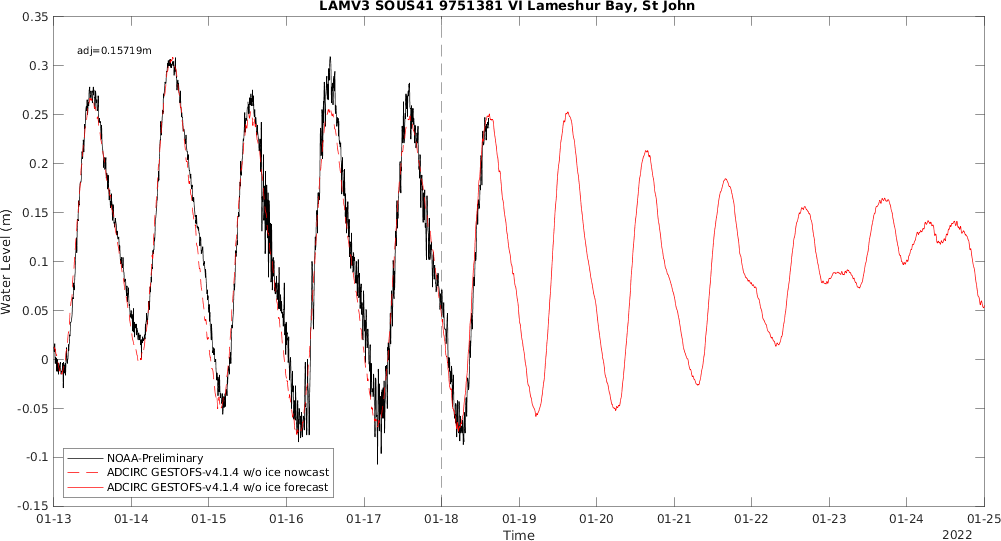 LAMV3 SOUS41 9751381 VI Lameshur Bay, St John
adj=0.15719m
Water Level (m)
0.35
0.3
0.25
0.2
0.15
0.1
0.05
0
-0.05
-0.1
-0.15
NOAA-Preliminary
ADCIRC GESTOFS-v4.1.4 w/o ice nowcast
ADCIRC GESTOFS-v4.1.4 w/o ice forecast
01-13 01-14 01-15 01-16 01-17 01-18 01-19 01-20 01-21 01-22 01-23 01-24 01-25
Time
2022